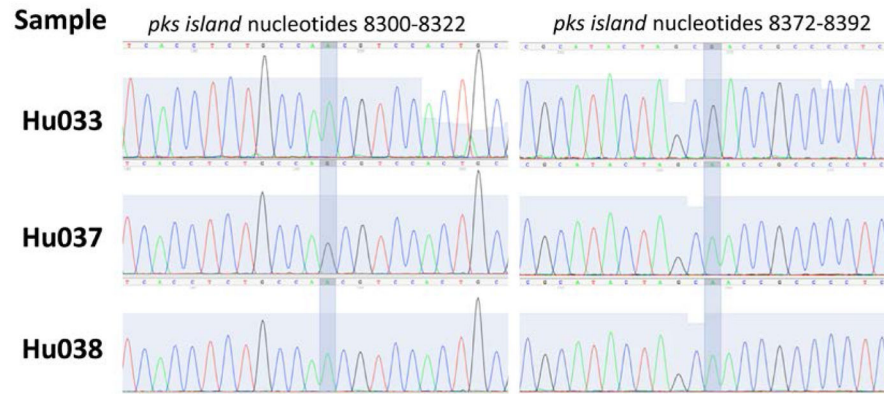 Sample
pks island nucleotides 8300-8322
pks island nucleotides 8372-8392
T C A C C T C T G C C A A C G T C C A C T G C
C G C A T A C T A G C G A C C G C C C C T C
Hu033
T C A C C T C T G C C A G C G T C C A C T G C
C G C A T A C T A G C A A C C G C C C C T C
Hu037
T C A C C T C T G C C A A C G T C C A C T G C
C G C A T A C T A G C A A C C G C C C C T C
Hu038